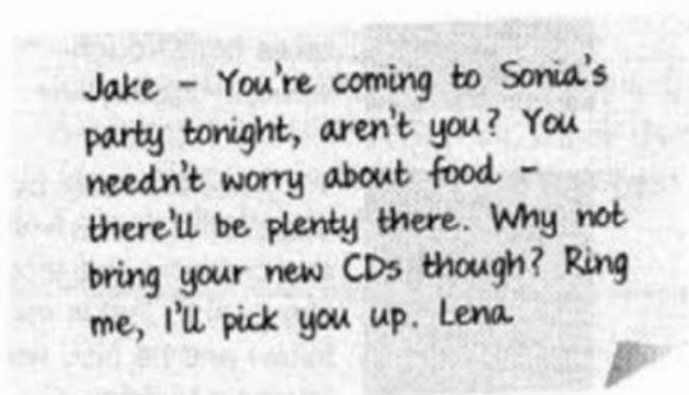 Jake – You're coming to Sonia's
party tonight, aren't you? You
needn't worry about food –
there'll be plenty there. Why not
bring your new CDs though? Ring
me, I'll pick you up. Lena